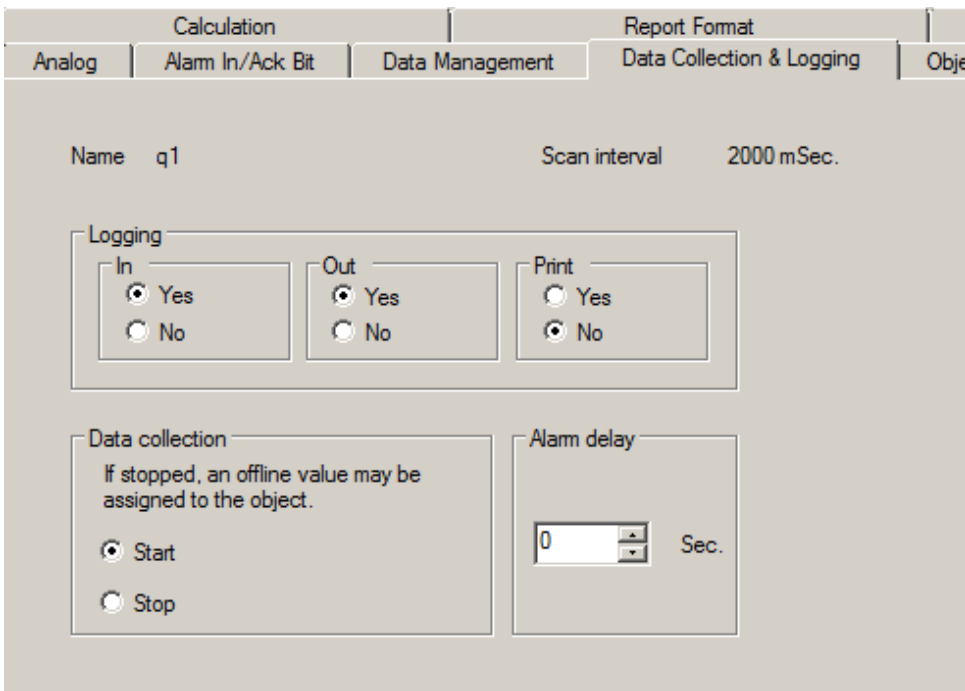 Calculation Report Format
Analog Alarm In/Ack Bit Data Management Data Collection & Logging Obje
Name q1 Scan interval 2000 mSec.
Logging
In Out Print
Yes Yes Yes
No No No
Data collection Alarm delay
If stopped, an offline value may be
assigned to the object.
0 Sec.
Start
Stop